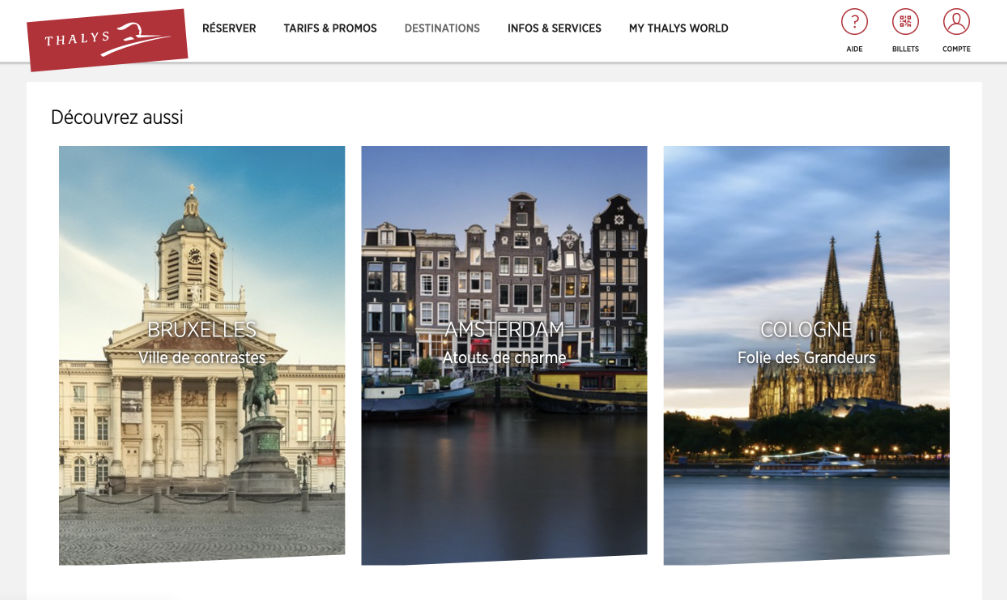 THALYS
RÉSERVER
TARIFS & PROMOS
DESTINATIONS
INFOS & SERVICES
MY THALYS WORLD
?
AIDE
BILLETS
COMPTE
Découvrez aussi
BRUXELLES
Ville de contrastes
AMSTERDAM
Atouts de charme
COLOGNE
Folie des Grandeurs